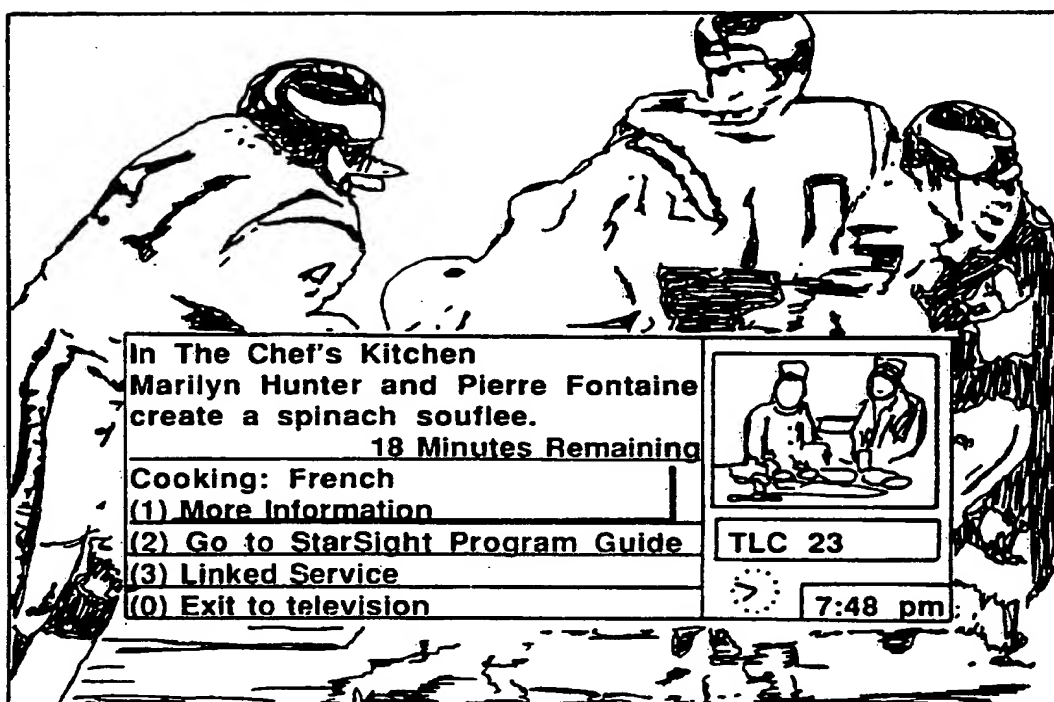 In The Chef's Kitchen
Marilyn Hunter and Pierre Fontaine
create a spinach souflee.
18 Minutes Remaining
Cooking: French
(1) More Information
(2) Go to StarSight Program Guide
(3) Linked Service
(0) Exit to television
TLC 23
7:48 pm